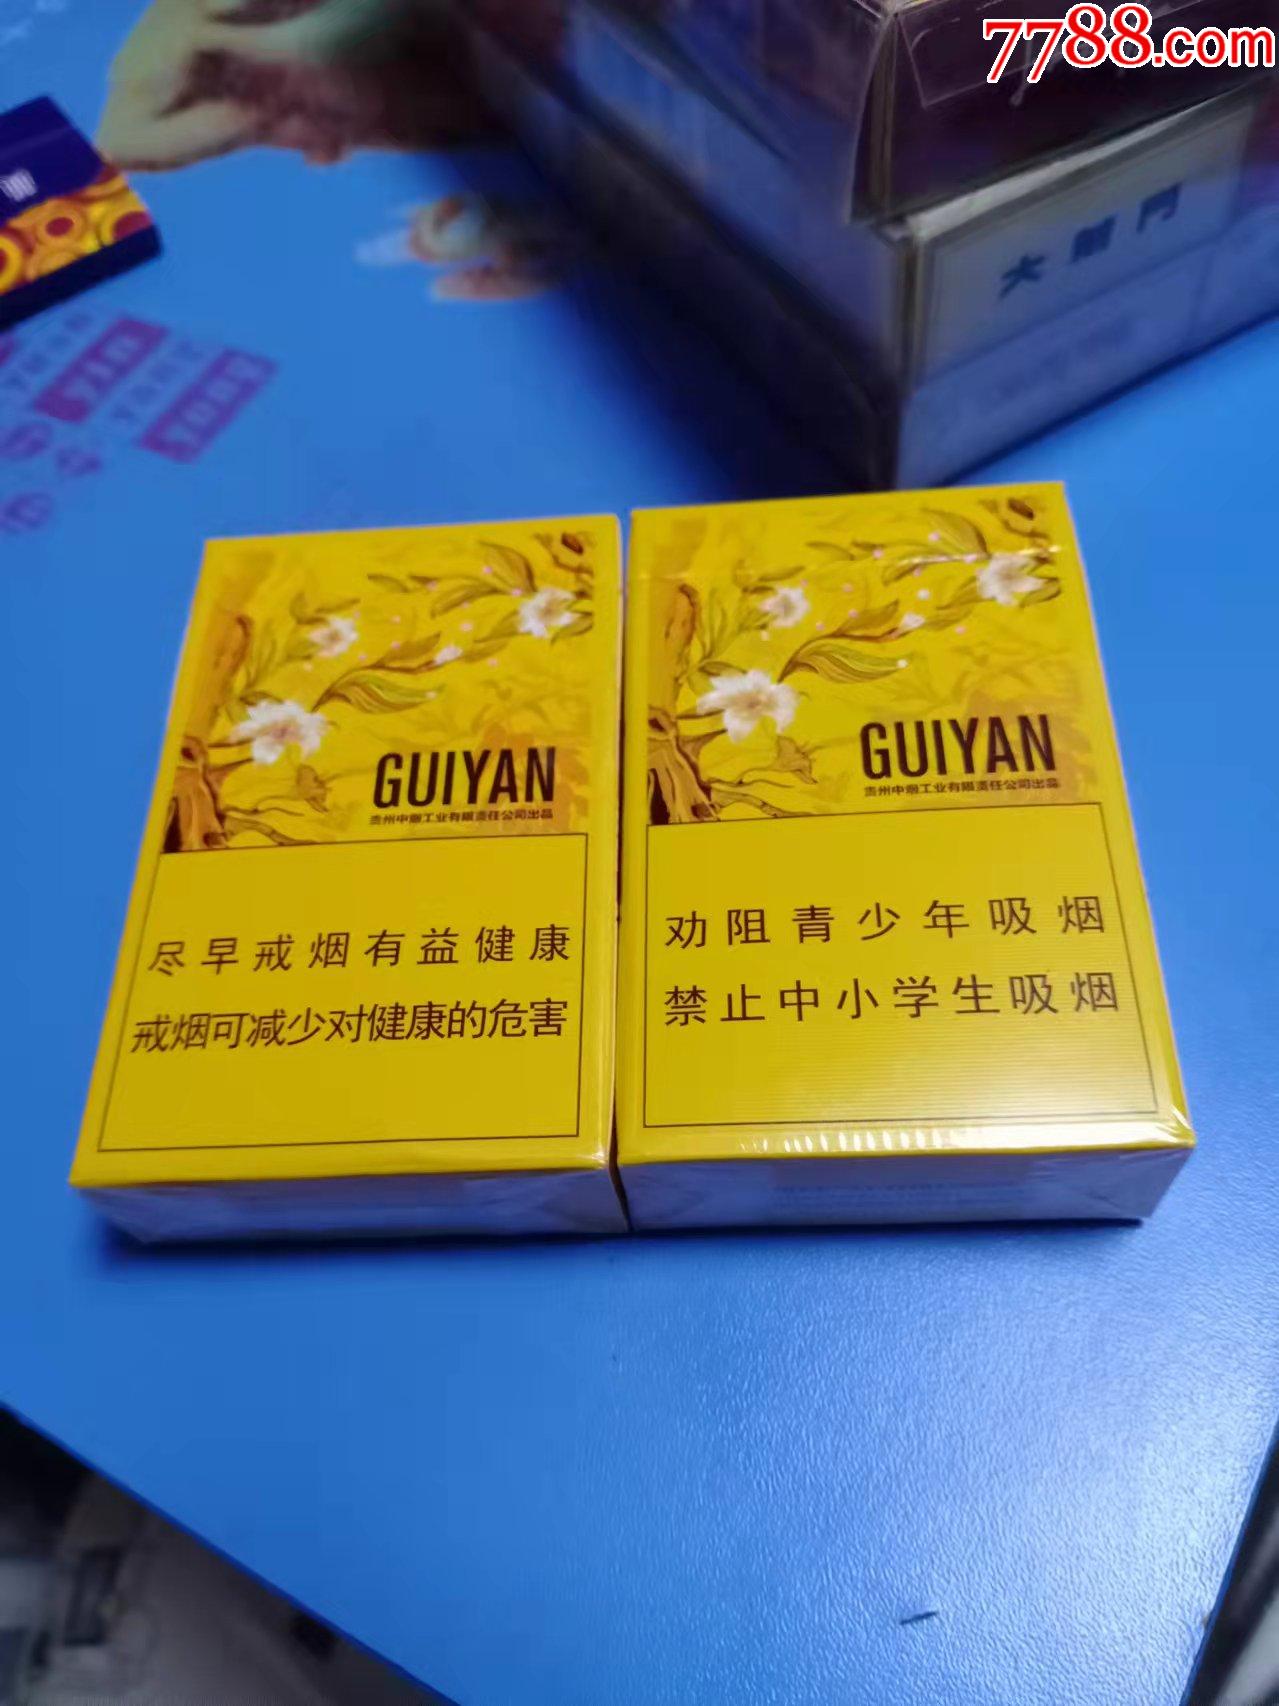 7788.com
大前门
GUIYAN
贵州中烟工业有限责任公司出品
尽早戒烟有益健康
戒烟可减少对健康的危害
GUIYAN
贵州中烟工业有限责任公司出品
劝阻青少年吸烟
禁止中小学生吸烟